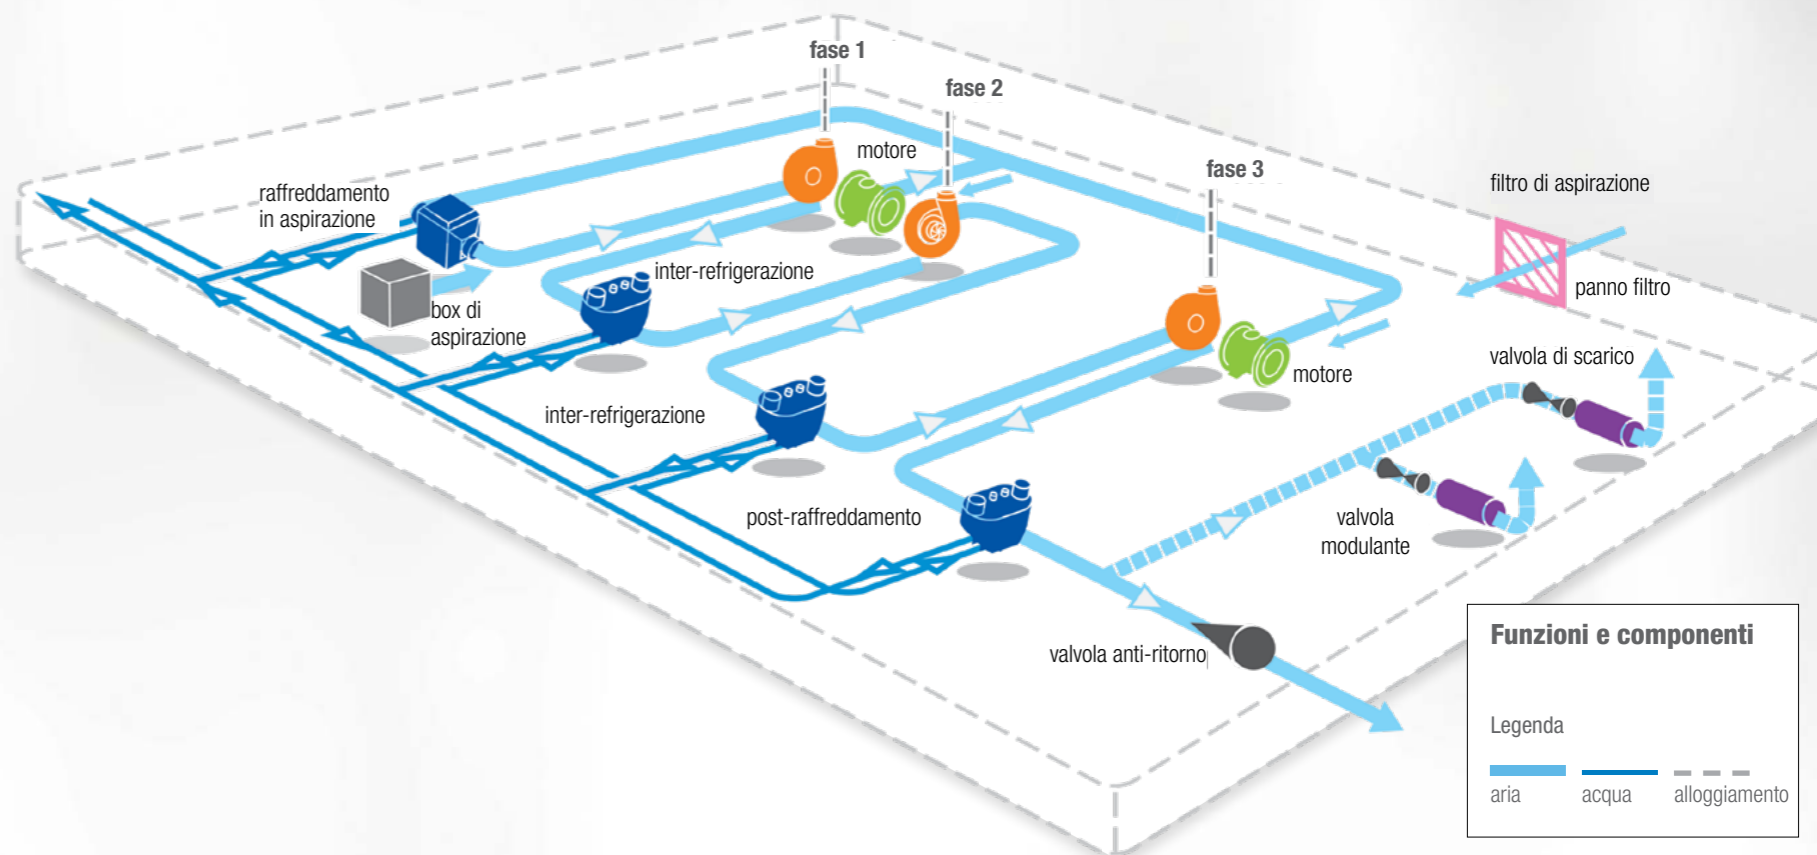 fase 1
fase 2
motore
fase 3
filtro di aspirazione
raffreddamento
in aspirazione
inter-refrigerazione
panno filtro
box di
aspirazione
valvola di scarico
motore
inter-refrigerazione
post-raffreddamento
valvola
modulante
valvola anti-ritorno
Funzioni e componenti
Legenda
aria
acqua
alloggiamento